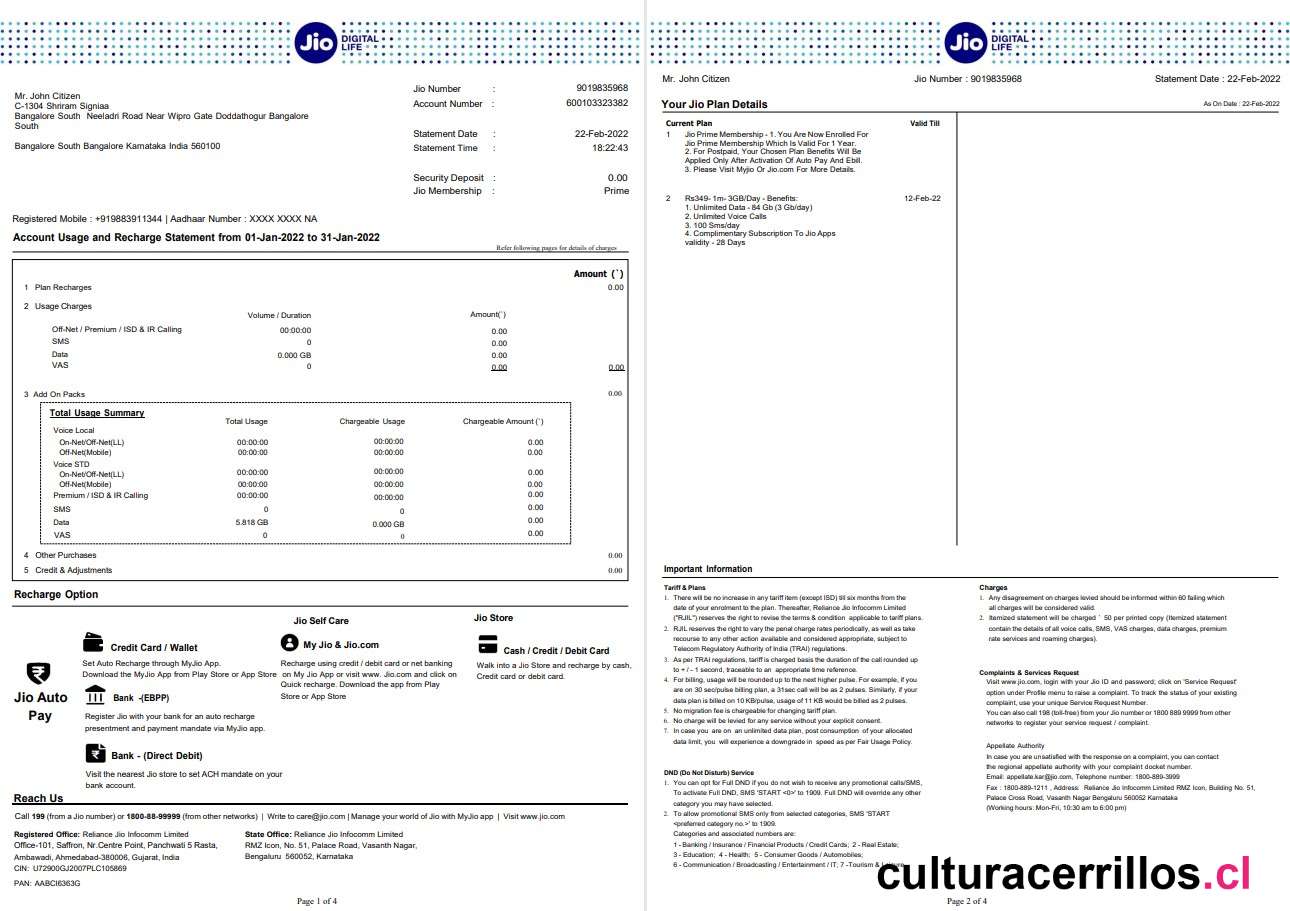 Jio DIGITAL
LIFE
Mr. John Citizen
C-1304 Shriram Signiaa
Bangalore South Neeladri Road Near Wipro Gate Doddathogur Bangalore
South
Bangalore South Bangalore Karnataka India 560100
Jio Number : 9019835968
Account Number : 600103323382
Statement Date : 22-Feb-2022
Statement Time : 18:22:43
Security Deposit : 0.00
Jio Membership : Prime
Registered Mobile : +919883911344 | Aadhaar Number : XXXX XXXX NA
Account Usage and Recharge Statement from 01-Jan-2022 to 31-Jan-2022
Refer following pages for details of charges
Amount (`)
1 Plan Recharges 0.00
2 Usage Charges
Volume / Duration Amount(`)
Off-Net / Premium / ISD & IR Calling 00:00:00 0.00
SMS 0 0.00
Data 0.000 GB 0.00
VAS 0 0.00 0.00
3 Add On Packs 0.00
Total Usage Summary
Total Usage Chargeable Usage Chargeable Amount (`)
Voice Local
On-Net/Off-Net(LL) 00:00:00 00:00:00 0.00
Off-Net(Mobile) 00:00:00 00:00:00 0.00
Voice STD
On-Net/Off-Net(LL) 00:00:00 00:00:00 0.00
Off-Net(Mobile) 00:00:00 00:00:00 0.00
Premium / ISD & IR Calling 00:00:00 00:00:00 0.00
SMS 0 0 0.00
Data 5.818 GB 0.000 GB 0.00
VAS 0 0 0.00
4 Other Purchases 0.00
5 Credit & Adjustments 0.00
Recharge Option
Jio Auto
Pay
Credit Card / Wallet
Set Auto Recharge through MyJio App.
Download the MyJio App from Play Store or App Store
Bank -(EBPP)
Register Jio with your bank for an auto recharge
presentment and payment mandate via MyJio app.
Bank - (Direct Debit)
Visit the nearest Jio store to set ACH mandate on your
bank account.
Jio Self Care
My Jio & Jio.com
Recharge using credit / debit card or net banking
on My Jio App or visit www. Jio.com and click on
Quick recharge. Download the app from Play
Store or App Store
Jio Store
Cash / Credit / Debit Card
Walk into a Jio Store and recharge by cash,
Credit card or debit card.
Reach Us
Call 199 (from a Jio number) or 1800-88-99999 (from other networks) | Write to care@jio.com | Manage your world of Jio with MyJio app | Visit www.jio.com
Registered Office: Reliance Jio Infocomm Limited
Office-101, Saffron, Nr.Centre Point, Panchwati 5 Rasta,
Ambawadi, Ahmedabad-380006, Gujarat, India
CIN: U72900GJ2007PLC105869
PAN: AABCI6363G
State Office: Reliance Jio Infocomm Limited
RMZ Icon, No. 51, Palace Road, Vasanth Nagar,
Bengaluru 560052, Karnataka
Page 1 of 4
Jio DIGITAL
LIFE
Mr. John Citizen Jio Number : 9019835968 Statement Date : 22-Feb-2022
Your Jio Plan Details As On Date : 22-Feb-2022
Current Plan Valid Till
1 Jio Prime Membership - 1. You Are Now Enrolled For
Jio Prime Membership Which Is Valid For 1 Year.
2. For Postpaid, Your Chosen Plan Benefits Will Be
Applied Only After Activation Of Auto Pay And Ebill.
3. Please Visit Myjio Or Jio.com For More Details.
2 Rs349- 1m- 3GB/Day - Benefits: 12-Feb-22
1. Unlimited Data - 84 Gb (3 Gb/day)
2. Unlimited Voice Calls
3. 100 Sms/day
4. Complimentary Subscription To Jio Apps
validity - 28 Days
Important Information
Tariff & Plans
1. There will be no increase in any tariff item (except ISD) till six months from the
date of your enrolment to the plan. Thereafter, Reliance Jio Infocomm Limited
("RJIL") reserves the right to revise the terms & condition applicable to tariff plans.
2. RJIL reserves the right to vary the penal charge rates periodically, as well as take
recourse to any other action available and considered appropriate, subject to
Telecom Regulatory Authority of India (TRAI) regulations.
3. As per TRAI regulations, tariff is charged basis the duration of the call rounded up
to + / - 1 second, traceable to an appropriate time reference.
4. For billing, usage will be rounded up to the next higher pulse. For example, if you
are on 30 sec/pulse billing plan, a 31sec call will be as 2 pulses. Similarly, if your
data plan is billed on 10 KB/pulse, usage of 11 KB would be billed as 2 pulses.
5. No migration fee is chargeable for changing tariff plan.
6. No charge will be levied for any service without your explicit consent.
7. In case you are on an unlimited data plan, post consumption of your allocated
data limit, you will experience a downgrade in speed as per Fair Usage Policy.
DND (Do Not Disturb) Service
1. You can opt for Full DND if you do not wish to receive any promotional calls/SMS,
To activate Full DND, SMS 'START <0>' to 1909. Full DND will override any other
category you may have selected.
2. To allow promotional SMS only from selected categories, SMS 'START
<preferred category no.>' to 1909.
Categories and associated numbers are:
1 - Banking / Insurance / Financial Products / Credit Cards; 2 - Real Estate;
3 - Education; 4 - Health; 5 - Consumer Goods / Automobiles;
6 - Communication / Broadcasting / Entertainment / IT; 7 -Tourism & Leisure
Charges
1. Any disagreement on charges levied should be informed within 60 failing which
all charges will be considered valid.
2. Itemized statement will be charged ` 50 per printed copy (Itemized statement
contain the details of all voice calls, SMS, VAS charges, data charges, premium
rate services and roaming charges).
Complaints & Services Request
Visit www.jio.com, login with your Jio ID and password; click on 'Service Request'
option under Profile menu to raise a complaint. To track the status of your existing
complaint, use your unique Service Request Number.
You can also call 198 (toll-free) from your Jio number or 1800 889 9999 from other
networks to register your service request / complaint.
Appellate Authority
In case you are unsatisfied with the response on a complaint, you can contact
the regional appellate authority with your complaint docket number.
Email: appellate.kar@jio.com, Telephone number: 1800-889-3999
Fax : 1800-889-1211 , Address: Reliance Jio Infocomm Limited RMZ Icon, Building No. 51,
Palace Cross Road, Vasanth Nagar Bengaluru 560052 Karnataka
(Working hours: Mon-Fri, 10:30 am to 6:00 pm)
culturacerrillos.cl
Page 2 of 4